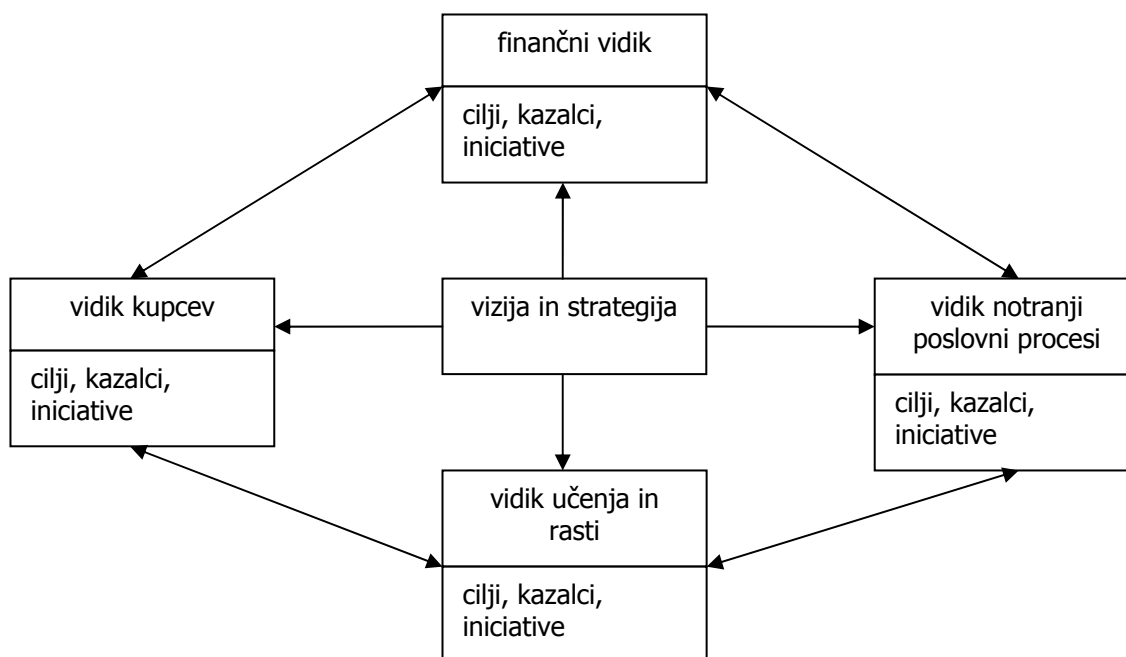 finančni vidik
cilji, kazalci,
iniciative
vidik kupcev
cilji, kazalci,
iniciative
vizija in strategija
vidik notranji
poslovni procesi
cilji, kazalci,
iniciative
vidik učenja in
rasti
cilji, kazalci,
iniciative